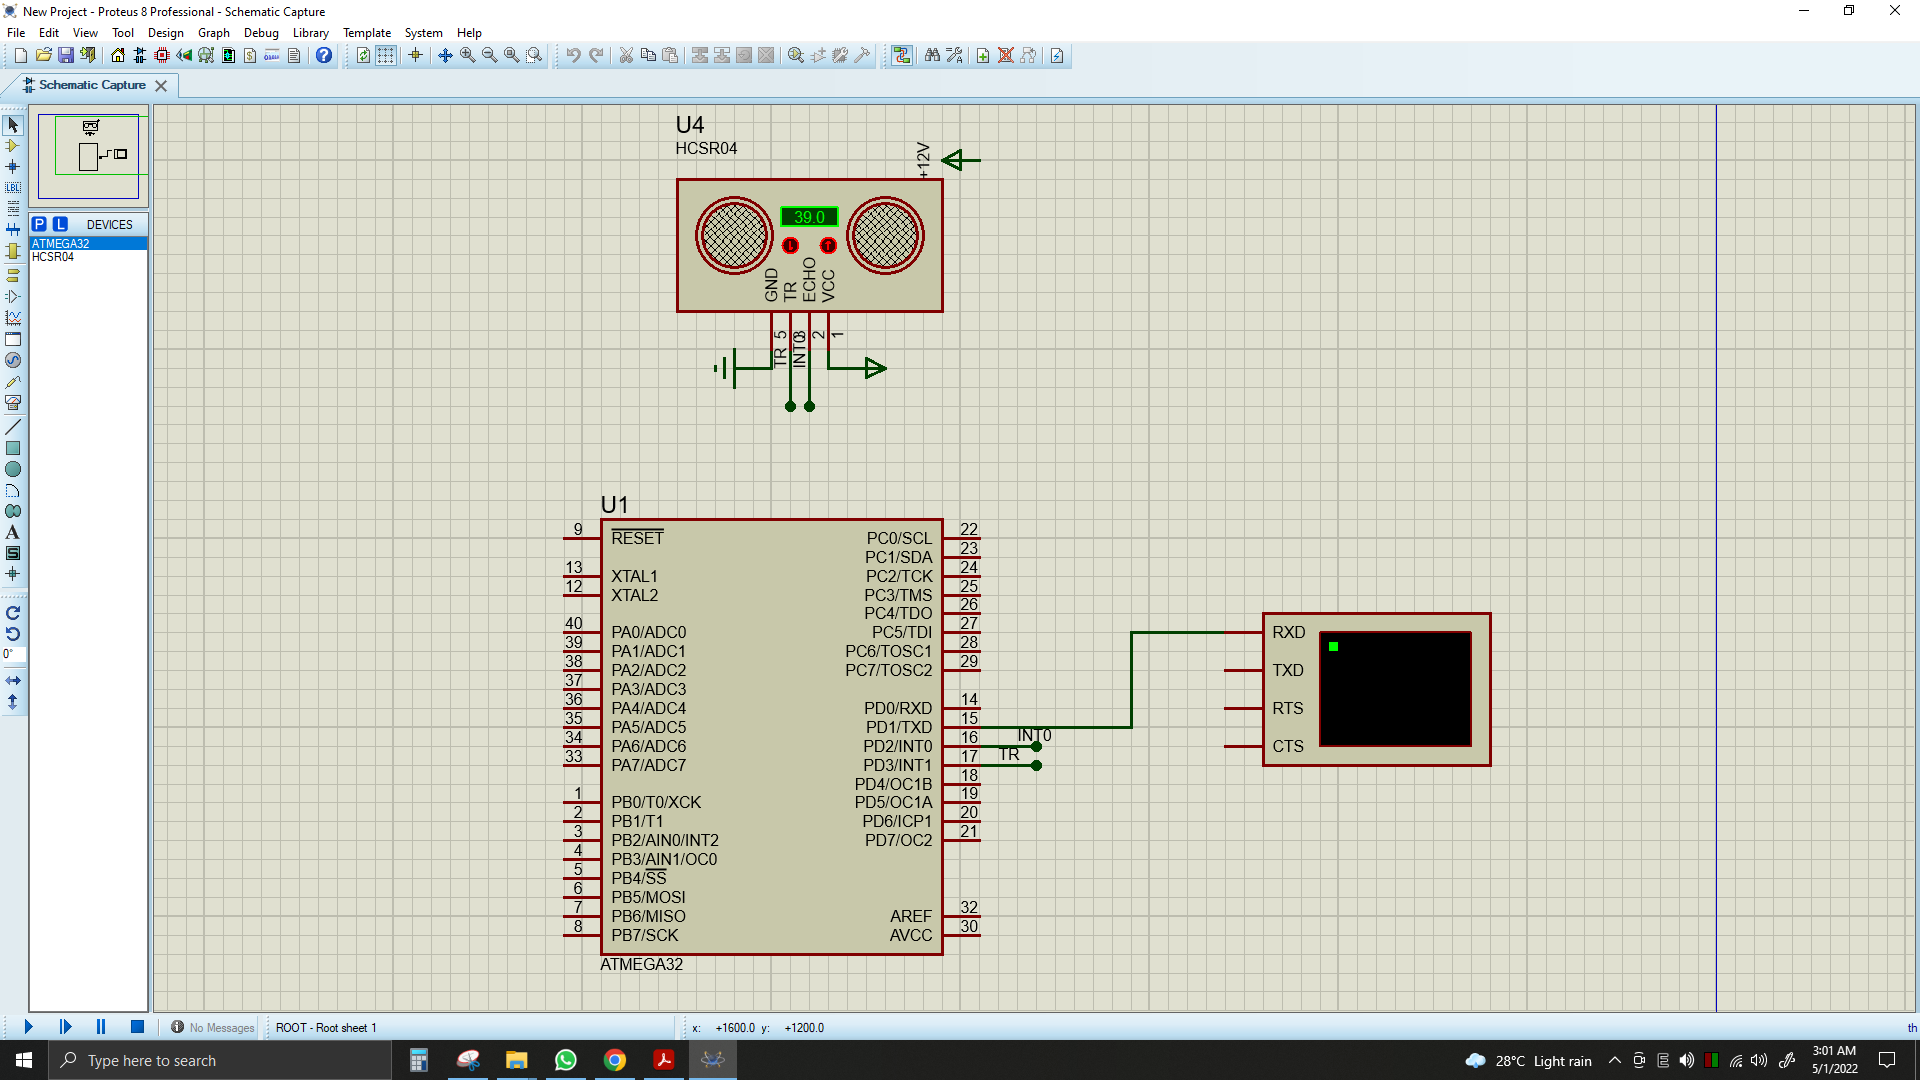 New Project - Proteus 8 Professional - Schematic Capture
File Edit View Tool Design Graph Debug Library Template System Help
Schematic Capture
P L DEVICES
ATMEGA32
HCSR04
LBL
A
S
0°
U4
HCSR04
+12V
39.0
L T
GND
TR
ECHO
VCC
5
2
1
TR
INT0
U1
9 RESET
13 XTAL1
12 XTAL2
40 PA0/ADC0
39 PA1/ADC1
38 PA2/ADC2
37 PA3/ADC3
36 PA4/ADC4
35 PA5/ADC5
34 PA6/ADC6
33 PA7/ADC7
1 PB0/T0/XCK
2 PB1/T1
3 PB2/AIN0/INT2
4 PB3/AIN1/OC0
5 PB4/SS
6 PB5/MOSI
7 PB6/MISO
8 PB7/SCK
PC0/SCL 22
PC1/SDA 23
PC2/TCK 24
PC3/TMS 25
PC4/TDO 26
PC5/TDI 27
PC6/TOSC1 28
PC7/TOSC2 29
PD0/RXD 14
PD1/TXD 15
PD2/INT0 16
PD3/INT1 17
PD4/OC1B 18
PD5/OC1A 19
PD6/ICP1 20
PD7/OC2 21
AREF 32
AVCC 30
ATMEGA32
INT0
TR
RXD
TXD
RTS
CTS
No Messages ROOT - Root sheet 1 x: +1600.0 y: +1200.0 th
Type here to search
28°C Light rain
3:01 AM
5/1/2022